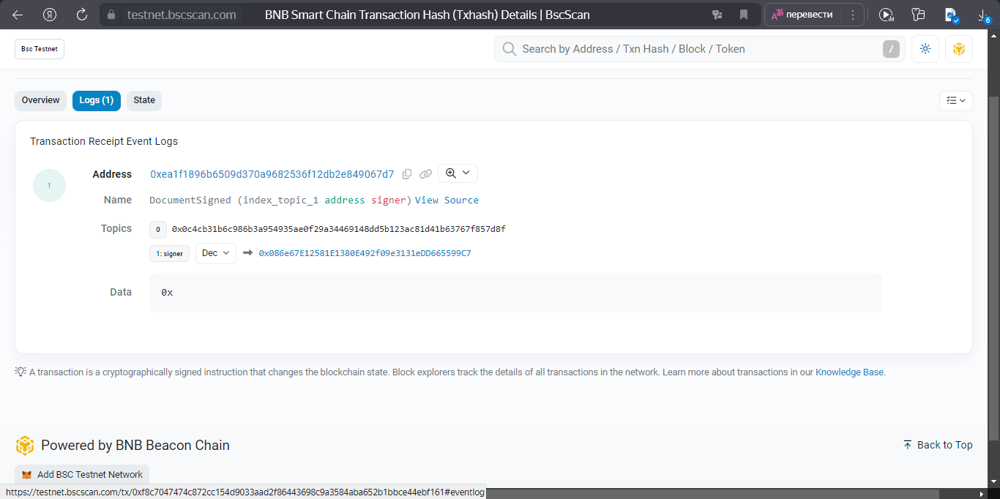 testnet.bscscan.com BNB Smart Chain Transaction Hash (Txhash) Details | BscScan перевести 6
Bsc Testnet Search by Address / Txn Hash / Block / Token /
Overview Logs (1) State
Transaction Receipt Event Logs
1 Address 0xea1f1896b6509d370a9682536f12db2e849067d7
Name DocumentSigned (index_topic_1 address signer) View Source
Topics 0 0x0c4cb31b6c986b3a954935ae0f29a34469148dd5b123ac81d41b63767f857d8f
1: signer Dec 0x086e67E12581E1380E492f09e3131eDD665599C7
Data 0x
A transaction is a cryptographically signed instruction that changes the blockchain state. Block explorers track the details of all transactions in the network. Learn more about transactions in our Knowledge Base.
Powered by BNB Beacon Chain Back to Top
Add BSC Testnet Network
https://testnet.bscscan.com/tx/0xf8c7047474c872cc154d9033aad2f86443698c9a3584aba652b1bbce44ebf161#eventlog